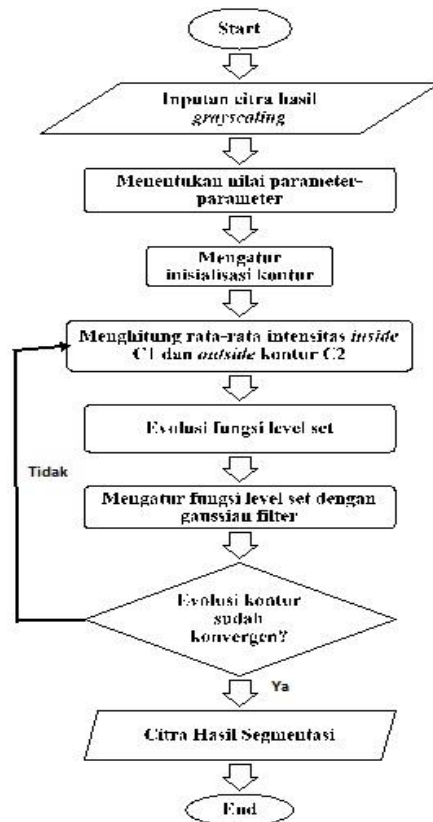 Start
Inputan citra hasil
grayscaling
Menentukan nilai parameter-
parameter
Mengatur
inisialisasi kontur
Menghitung rata-rata intensitas inside
C1 dan outside kontur C2
Evolusi fungsi level set
Tidak
Mengatur fungsi level set dengan
gaussian filter
Evolusi kontur
sudah
konvergen?
Ya
Citra Hasil Segmentasi
End